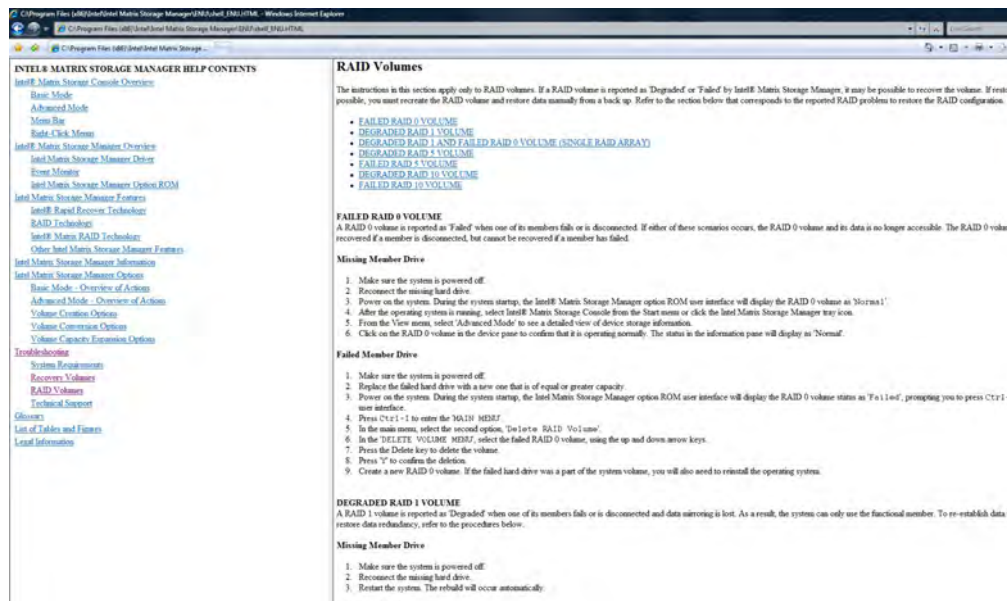 C:\Program Files (x86)\Intel\Intel Matrix Storage Manager\ENU\shell_ENU.HTML - Windows Internet Explorer
C:\Program Files (x86)\Intel\Intel Matrix Storage Manager\ENU\shell_ENU.HTML
C:\Program Files (x86)\Intel\Intel Matrix Storage...
INTEL® MATRIX STORAGE MANAGER HELP CONTENTS
Intel® Matrix Storage Console Overview
Basic Mode
Advanced Mode
Menu Bar
Right-Click Menus
Intel® Matrix Storage Manager Overview
Intel Matrix Storage Manager Driver
Event Monitor
Intel Matrix Storage Manager Option ROM
Intel Matrix Storage Manager Features
Intel® Rapid Recover Technology
RAID Technology
Intel® Matrix RAID Technology
Other Intel Matrix Storage Manager Features
Intel Matrix Storage Manager Information
Intel Matrix Storage Manager Options
Basic Mode - Overview of Actions
Advanced Mode - Overview of Actions
Volume Creation Options
Volume Conversion Options
Volume Capacity Expansion Options
Troubleshooting
System Requirements
Recovery Volumes
RAID Volumes
Technical Support
Glossary
List of Tables and Figures
Legal Information
RAID Volumes
The instructions in this section apply only to RAID volumes. If a RAID volume is reported as 'Degraded' or 'Failed' by Intel® Matrix Storage Manager, it may be possible to recover the volume. If resto
possible, you must recreate the RAID volume and restore data manually from a back up. Refer to the section below that corresponds to the reported RAID problem to restore the RAID configuration.
• FAILED RAID 0 VOLUME
• DEGRADED RAID 1 VOLUME
• DEGRADED RAID 1 AND FAILED RAID 0 VOLUME (SINGLE RAID ARRAY)
• DEGRADED RAID 5 VOLUME
• FAILED RAID 5 VOLUME
• DEGRADED RAID 10 VOLUME
• FAILED RAID 10 VOLUME
FAILED RAID 0 VOLUME
A RAID 0 volume is reported as 'Failed' when one of its members fails or is disconnected. If either of these scenarios occurs, the RAID 0 volume and its data is no longer accessible. The RAID 0 volum
recovered if a member is disconnected, but cannot be recovered if a member has failed.
Missing Member Drive
1. Make sure the system is powered off.
2. Reconnect the missing hard drive.
3. Power on the system. During the system startup, the Intel® Matrix Storage Manager option ROM user interface will display the RAID 0 volume as 'Normal'.
4. After the operating system is running, select Intel® Matrix Storage Console from the Start menu or click the Intel Matrix Storage Manager tray icon.
5. From the View menu, select 'Advanced Mode' to see a detailed view of device storage information.
6. Click on the RAID 0 volume in the device pane to confirm that it is operating normally. The status in the information pane will display as 'Normal'.
Failed Member Drive
1. Make sure the system is powered off.
2. Replace the failed hard drive with a new one that is of equal or greater capacity.
3. Power on the system. During the system startup, the Intel Matrix Storage Manager option ROM user interface will display the RAID 0 volume status as 'Failed', prompting you to press Ctrl-
user interface.
4. Press Ctrl-I to enter the 'MAIN MENU'.
5. In the main menu, select the second option, 'Delete RAID Volume'.
6. In the 'DELETE VOLUME MENU', select the failed RAID 0 volume, using the up and down arrow keys.
7. Press the Delete key to delete the volume.
8. Press 'Y' to confirm the deletion.
9. Create a new RAID 0 volume. If the failed hard drive was a part of the system volume, you will also need to reinstall the operating system.
DEGRADED RAID 1 VOLUME
A RAID 1 volume is reported as 'Degraded' when one of its members fails or is disconnected and data mirroring is lost. As a result, the system can only use the functional member. To re-establish data
restore data redundancy, refer to the procedures below.
Missing Member Drive
1. Make sure the system is powered off.
2. Reconnect the missing hard drive.
3. Restart the system. The rebuild will occur automatically.